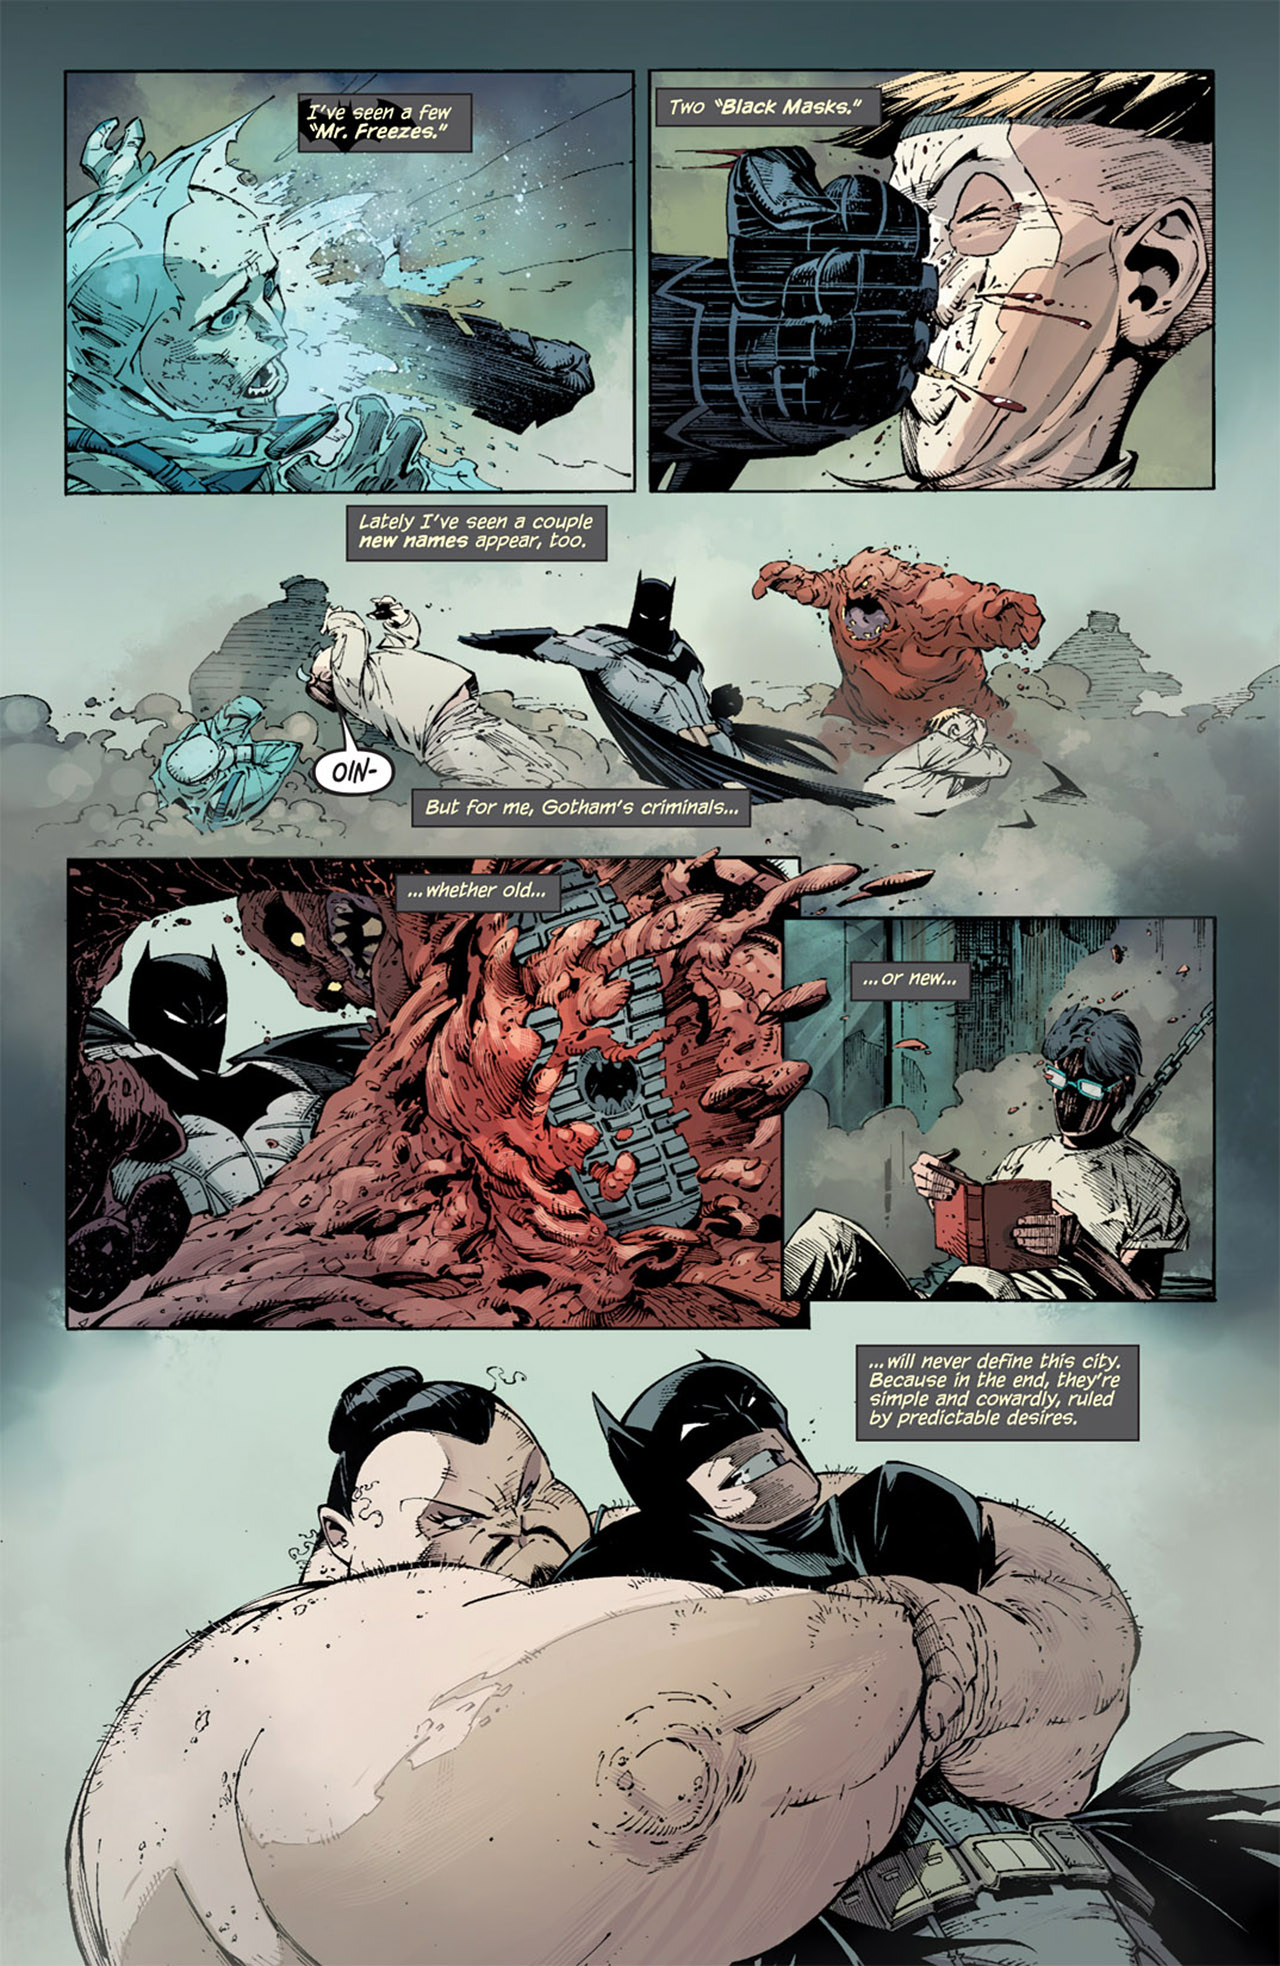 I've seen a few
"Mr. Freezes."
Two "Black Masks."
Lately I've seen a couple
new names appear, too.
OIN-
But for me, Gotham's criminals...
...whether old...
...or new...
...will never define this city.
Because in the end, they're
simple and cowardly, ruled
by predictable desires.